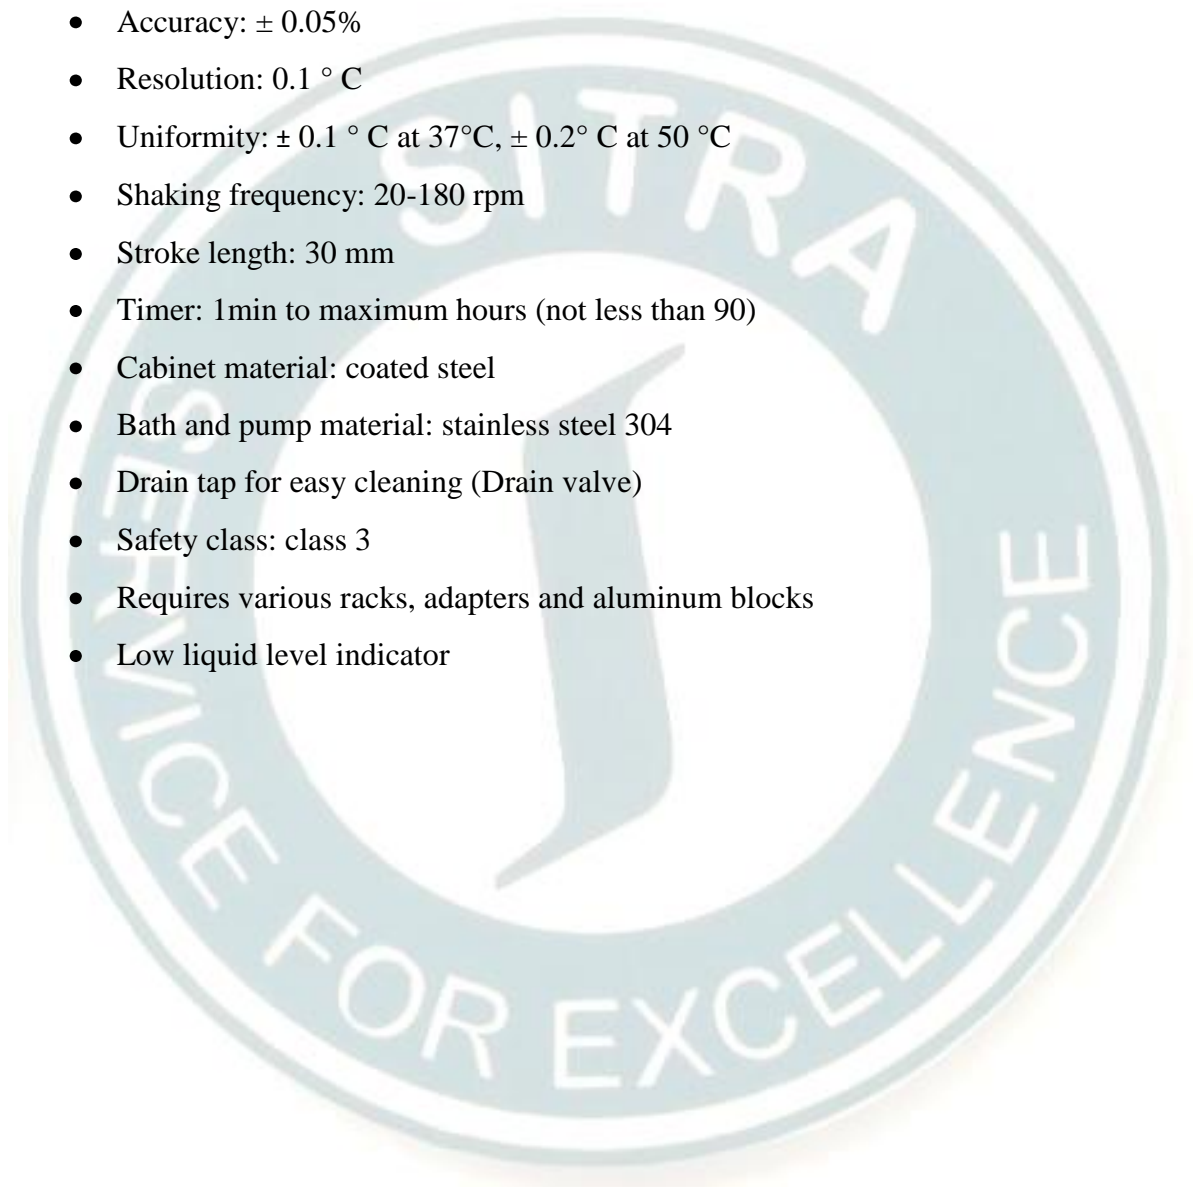 • Accuracy: ± 0.05%
• Resolution: 0.1 ° C
• Uniformity: ± 0.1 ° C at 37°C, ± 0.2° C at 50 °C
• Shaking frequency: 20-180 rpm
• Stroke length: 30 mm
• Timer: 1min to maximum hours (not less than 90)
• Cabinet material: coated steel
• Bath and pump material: stainless steel 304
• Drain tap for easy cleaning (Drain valve)
• Safety class: class 3
• Requires various racks, adapters and aluminum blocks
• Low liquid level indicator
SITRA
SERVICE FOR EXCELLENCE